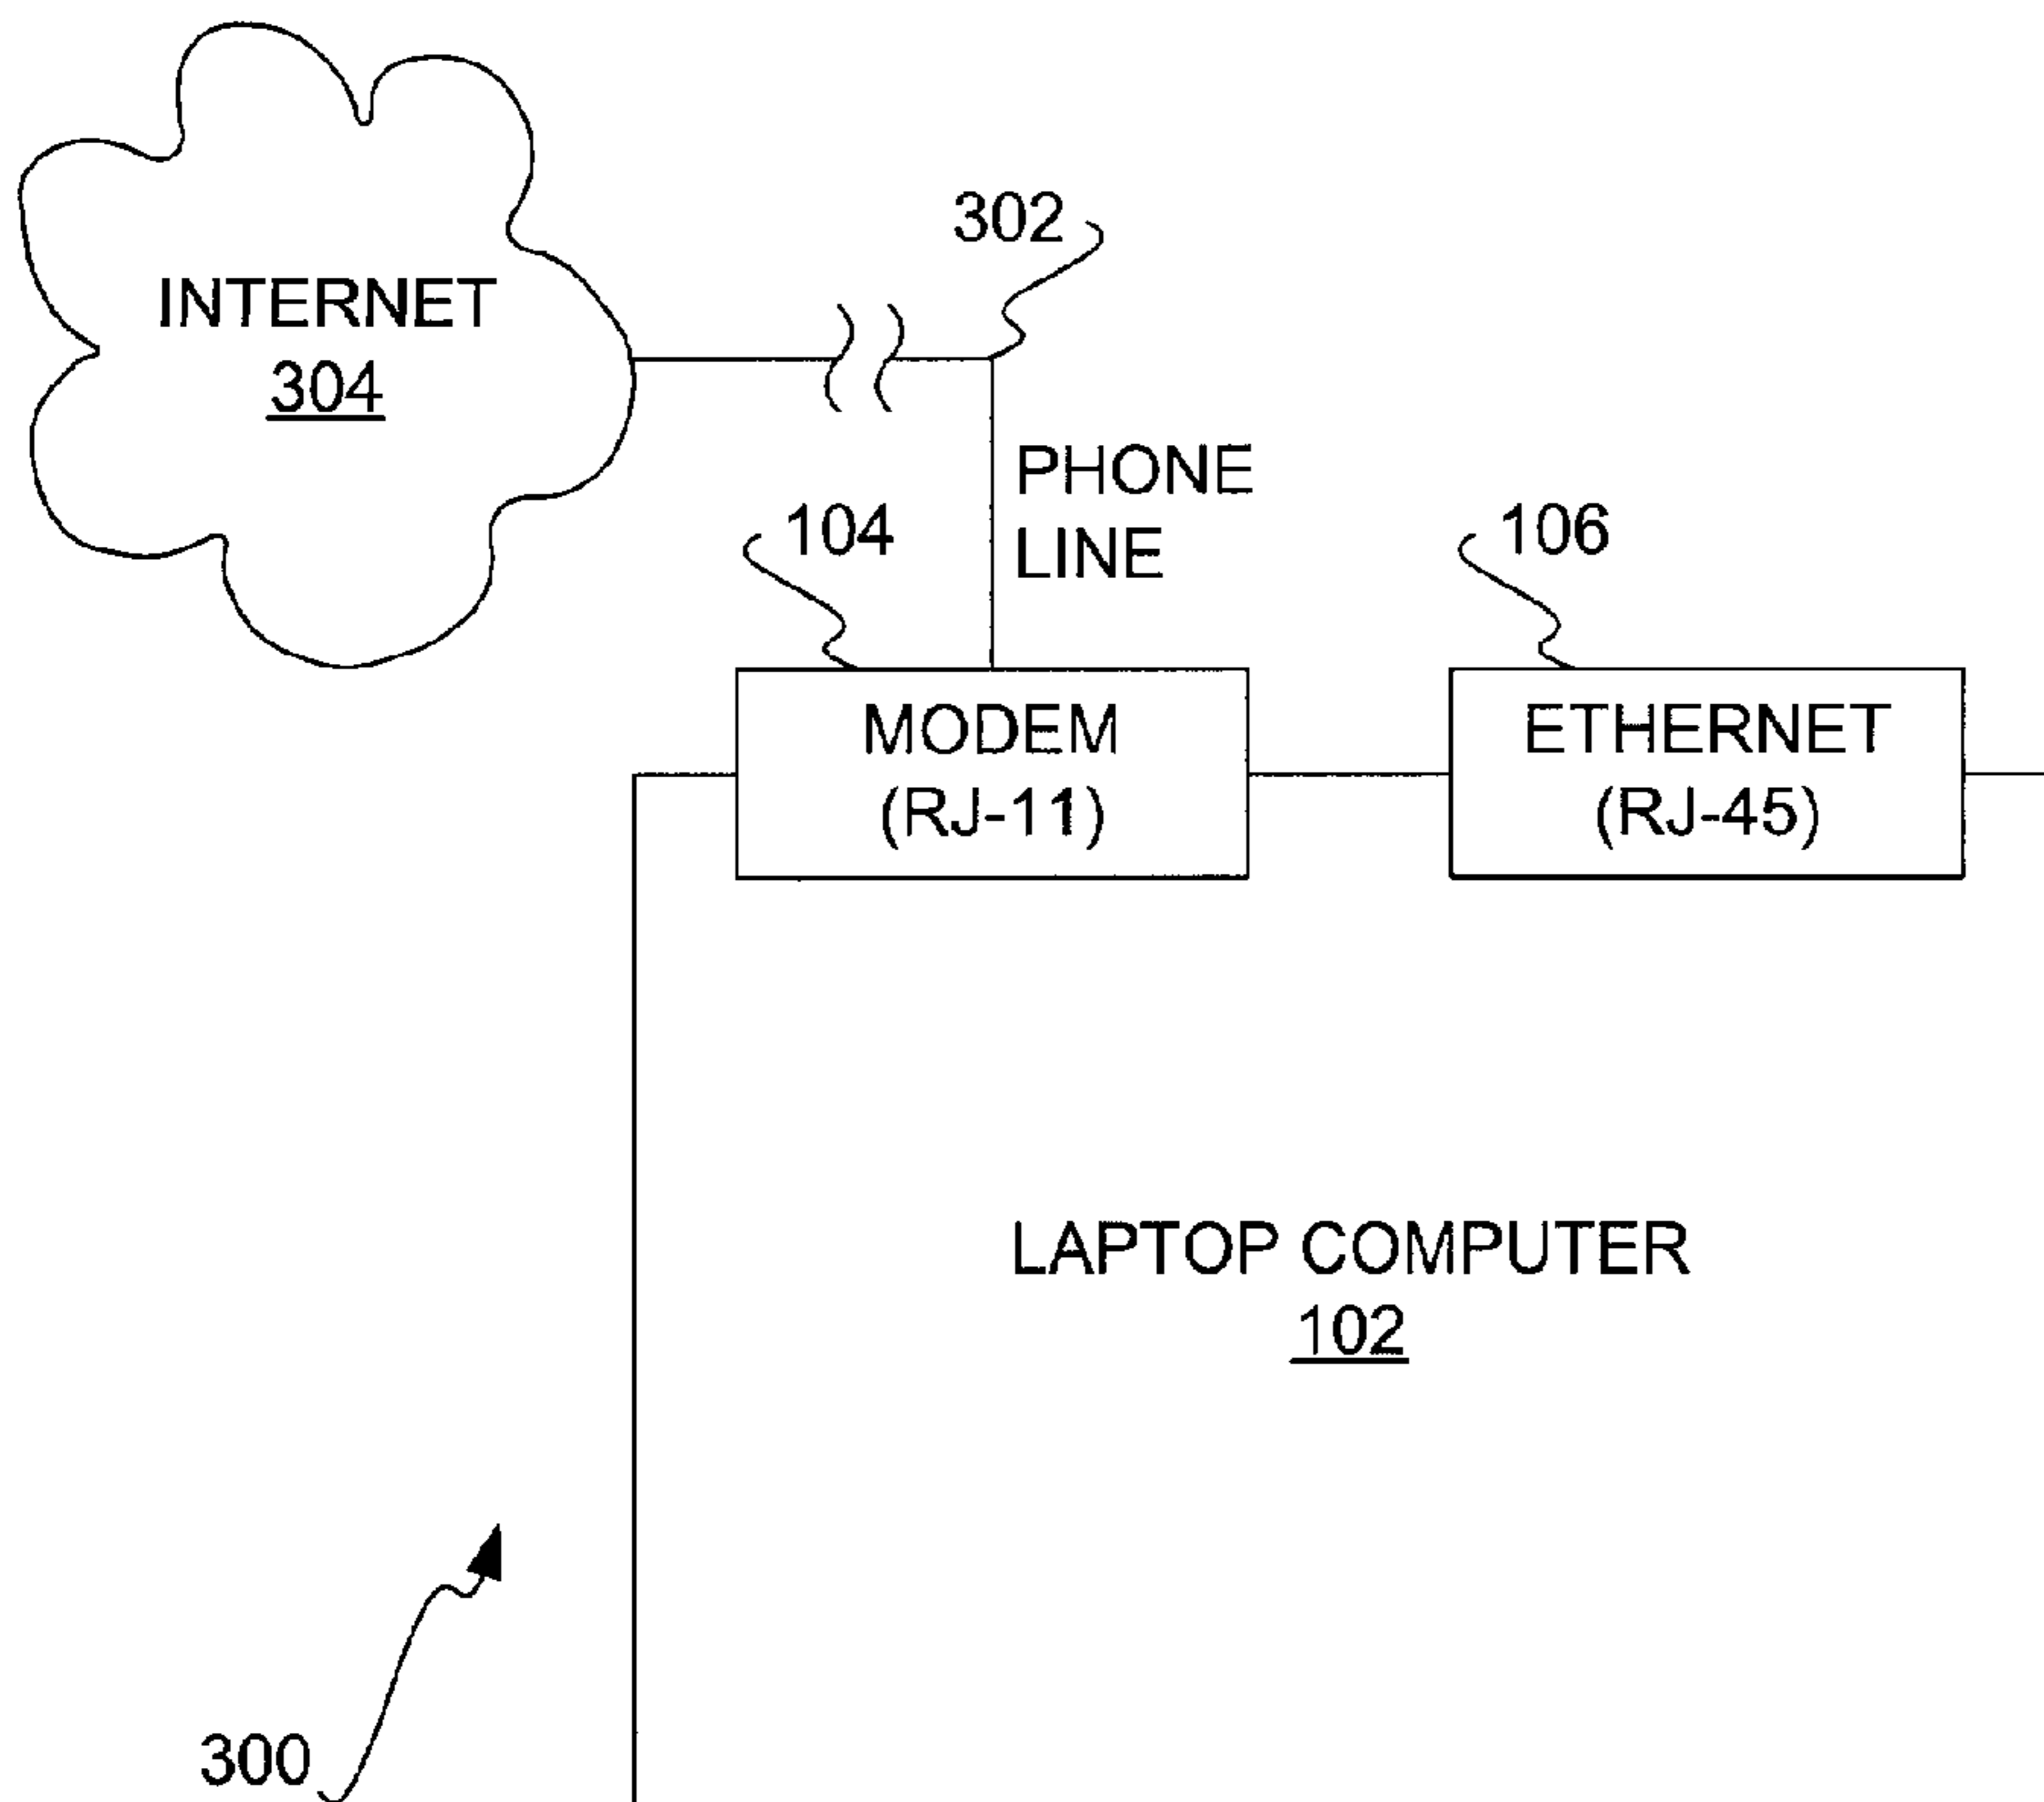 302
INTERNET
304
PHONE
LINE
104
106
MODEM
(RJ-11)
ETHERNET
(RJ-45)
LAPTOP COMPUTER
102
300